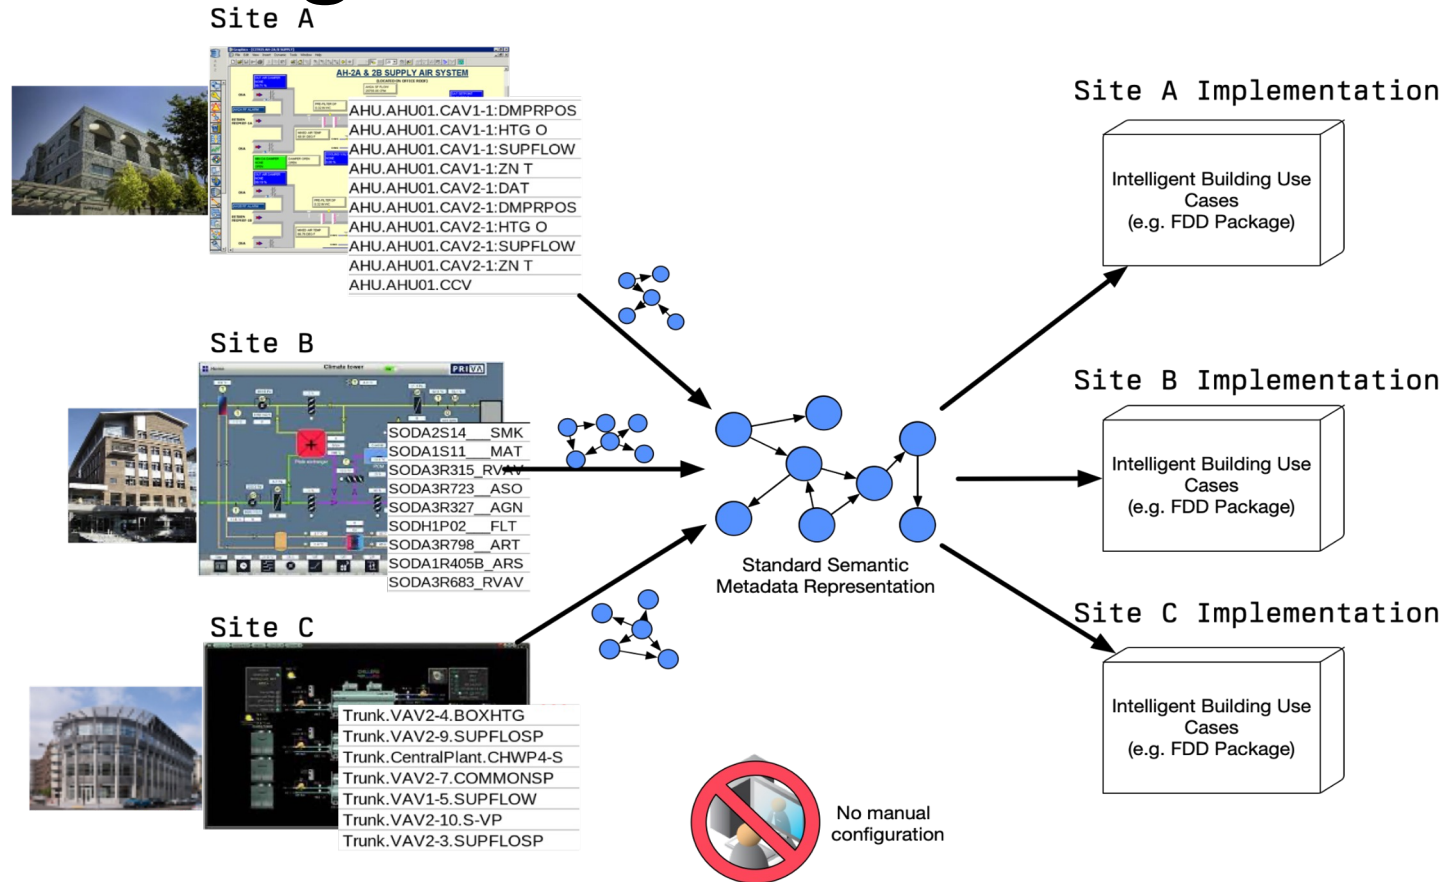 Site A
AH-2A & 2B SUPPLY AIR SYSTEM
AHU.AHU01.CAV1-1:DMPRPOS
AHU.AHU01.CAV1-1:HTG O
AHU.AHU01.CAV1-1:SUPFLOW
AHU.AHU01.CAV1-1:ZN T
AHU.AHU01.CAV2-1:DAT
AHU.AHU01.CAV2-1:DMPRPOS
AHU.AHU01.CAV2-1:HTG O
AHU.AHU01.CAV2-1:SUPFLOW
AHU.AHU01.CAV2-1:ZN T
AHU.AHU01.CCV
Site B
Climate tower
PRIVA
SODA2S14___SMK
SODA1S11___MAT
SODA3R315_RVAV
SODA3R723__ASO
SODA3R327__AGN
SODH1P02___FLT
SODA3R798__ART
SODA1R405B_ARS
SODA3R683_RVAV
Site C
Trunk.VAV2-4.BOXHTG
Trunk.VAV2-9.SUPFLOSP
Trunk.CentralPlant.CHWP4-S
Trunk.VAV2-7.COMMONSP
Trunk.VAV1-5.SUPFLOW
Trunk.VAV2-10.S-VP
Trunk.VAV2-3.SUPFLOSP
Standard Semantic
Metadata Representation
No manual
configuration
Site A Implementation
Intelligent Building Use
Cases
(e.g. FDD Package)
Site B Implementation
Intelligent Building Use
Cases
(e.g. FDD Package)
Site C Implementation
Intelligent Building Use
Cases
(e.g. FDD Package)